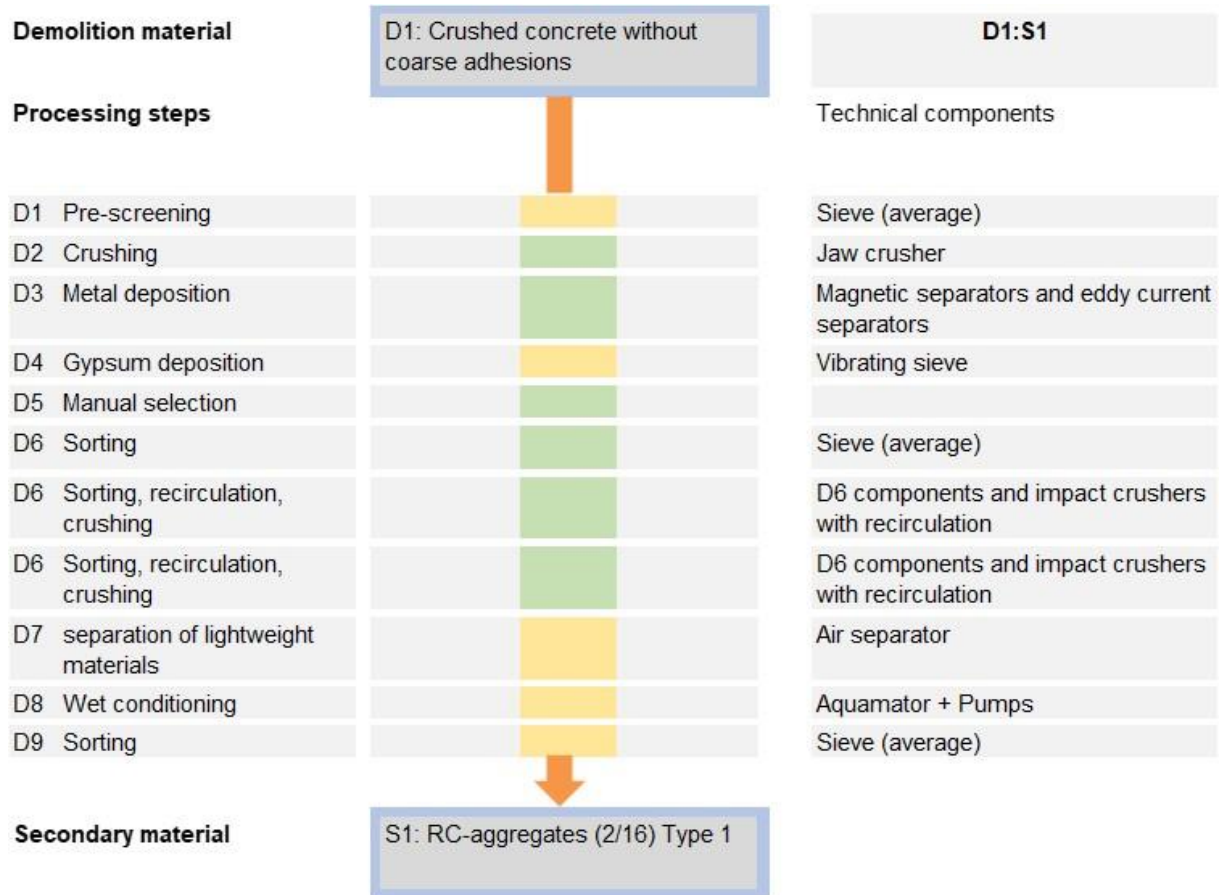 Demolition material
D1: Crushed concrete without
coarse adhesions
D1:S1
Processing steps
Technical components
D1 Pre-screening
Sieve (average)
D2 Crushing
Jaw crusher
D3 Metal deposition
Magnetic separators and eddy current
separators
D4 Gypsum deposition
Vibrating sieve
D5 Manual selection
D6 Sorting
Sieve (average)
D6 Sorting, recirculation,
crushing
D6 components and impact crushers
with recirculation
D6 Sorting, recirculation,
crushing
D6 components and impact crushers
with recirculation
D7 separation of lightweight
materials
Air separator
D8 Wet conditioning
Aquamator + Pumps
D9 Sorting
Sieve (average)
Secondary material
S1: RC-aggregates (2/16) Type 1